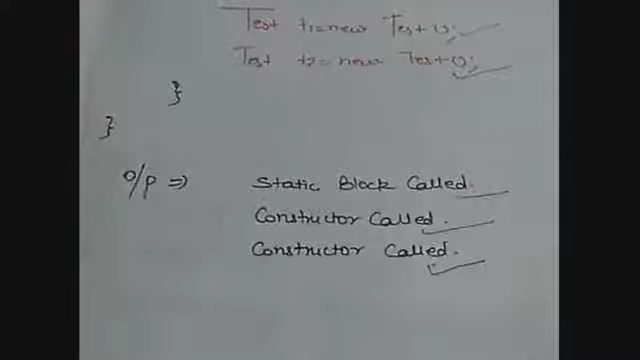 Test t1=new Test();
Test t2=new Test();
}
}
O/P => Static Block Called.
Constructor Called.
Constructor Called.